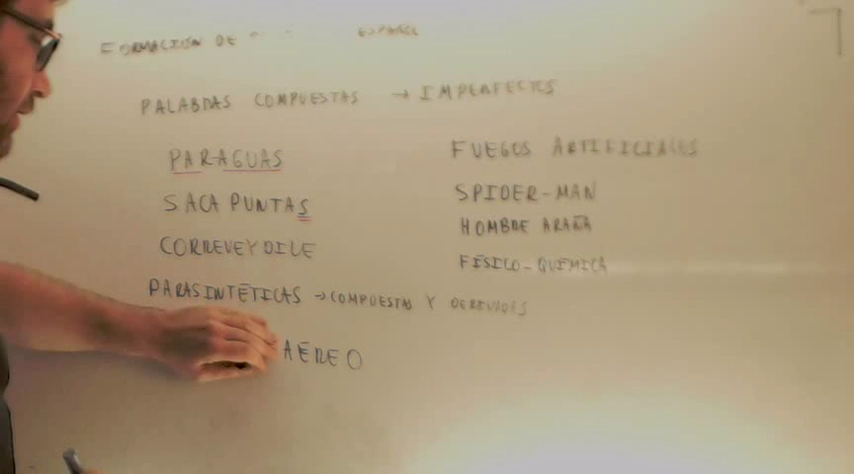 FORMACIÓN DE ESPAÑOL
PALABRAS COMPUESTAS → IMPERFECTOS
PARAGUAS
SACAPUNTAS
CORREVEYDILE
FUEGOS ARTIFICIALES
SPIDER-MAN
HOMBRE ARAÑA
FÍSICO-QUÍMICA
PARASINTÉTICAS → COMPUESTAS Y DERIVADAS
AEREO